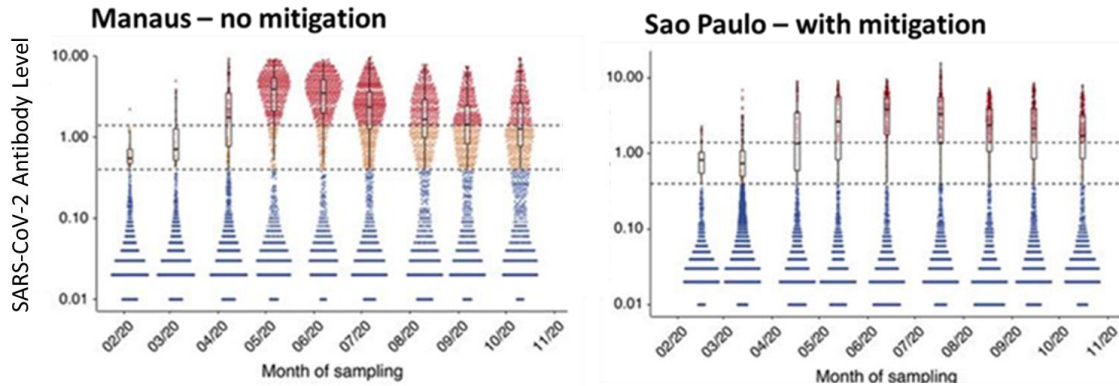 Manaus – no mitigation
SARS-CoV-2 Antibody Level
10.00
1.00
0.10
0.01
02/20 03/20 04/20 05/20 06/20 07/20 08/20 09/20 10/20 11/20
Month of sampling
Sao Paulo – with mitigation
10.00
1.00
0.10
0.01
02/20 03/20 04/20 05/20 06/20 07/20 08/20 09/20 10/20 11/20
Month of sampling